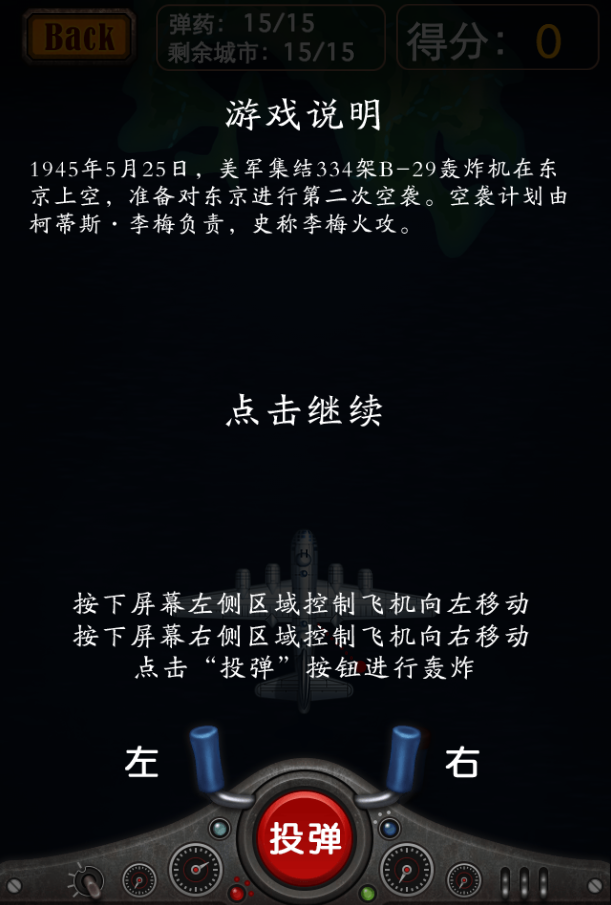 Back
弹药：15/15
剩余城市：15/15
得分：0
游戏说明
1945年5月25日，美军集结334架B-29轰炸机在东
京上空，准备对东京进行第二次空袭。空袭计划由
柯蒂斯·李梅负责，史称李梅火攻。
点击继续
按下屏幕左侧区域控制飞机向左移动
按下屏幕右侧区域控制飞机向右移动
点击“投弹”按钮进行轰炸
左
右
投弹